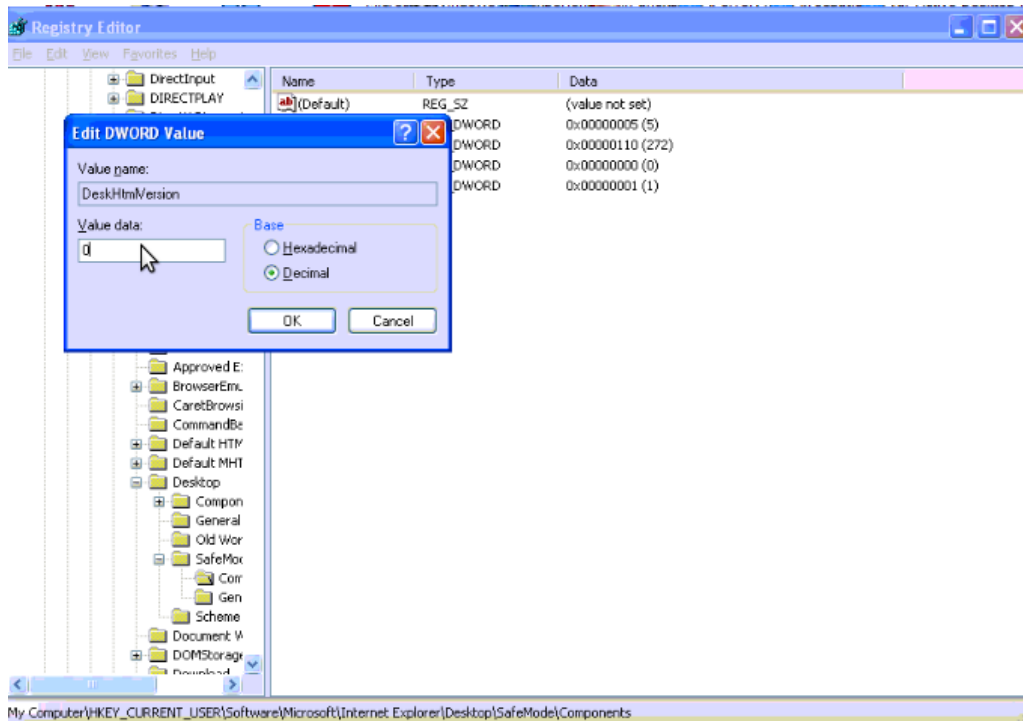 Registry Editor
File Edit View Favorites Help
DirectInput
DIRECTPLAY
Name Type Data
(Default) REG_SZ (value not set)
DWORD 0x00000005 (5)
DWORD 0x00000110 (272)
DWORD 0x00000000 (0)
DWORD 0x00000001 (1)
Edit DWORD Value
Value name:
DeskHtmlVersion
Value data:
0
Base
Hexadecimal
Decimal
OK Cancel
Approved E:
BrowserEmu
CaretBrowsi
CommandBa
Default HTM
Default MHT
Desktop
Compon
General
Old Wor
SafeMod
Com
Gen
Scheme
Document W
DOMStorage
Download
My Computer\HKEY_CURRENT_USER\Software\Microsoft\Internet Explorer\Desktop\SafeMode\Components